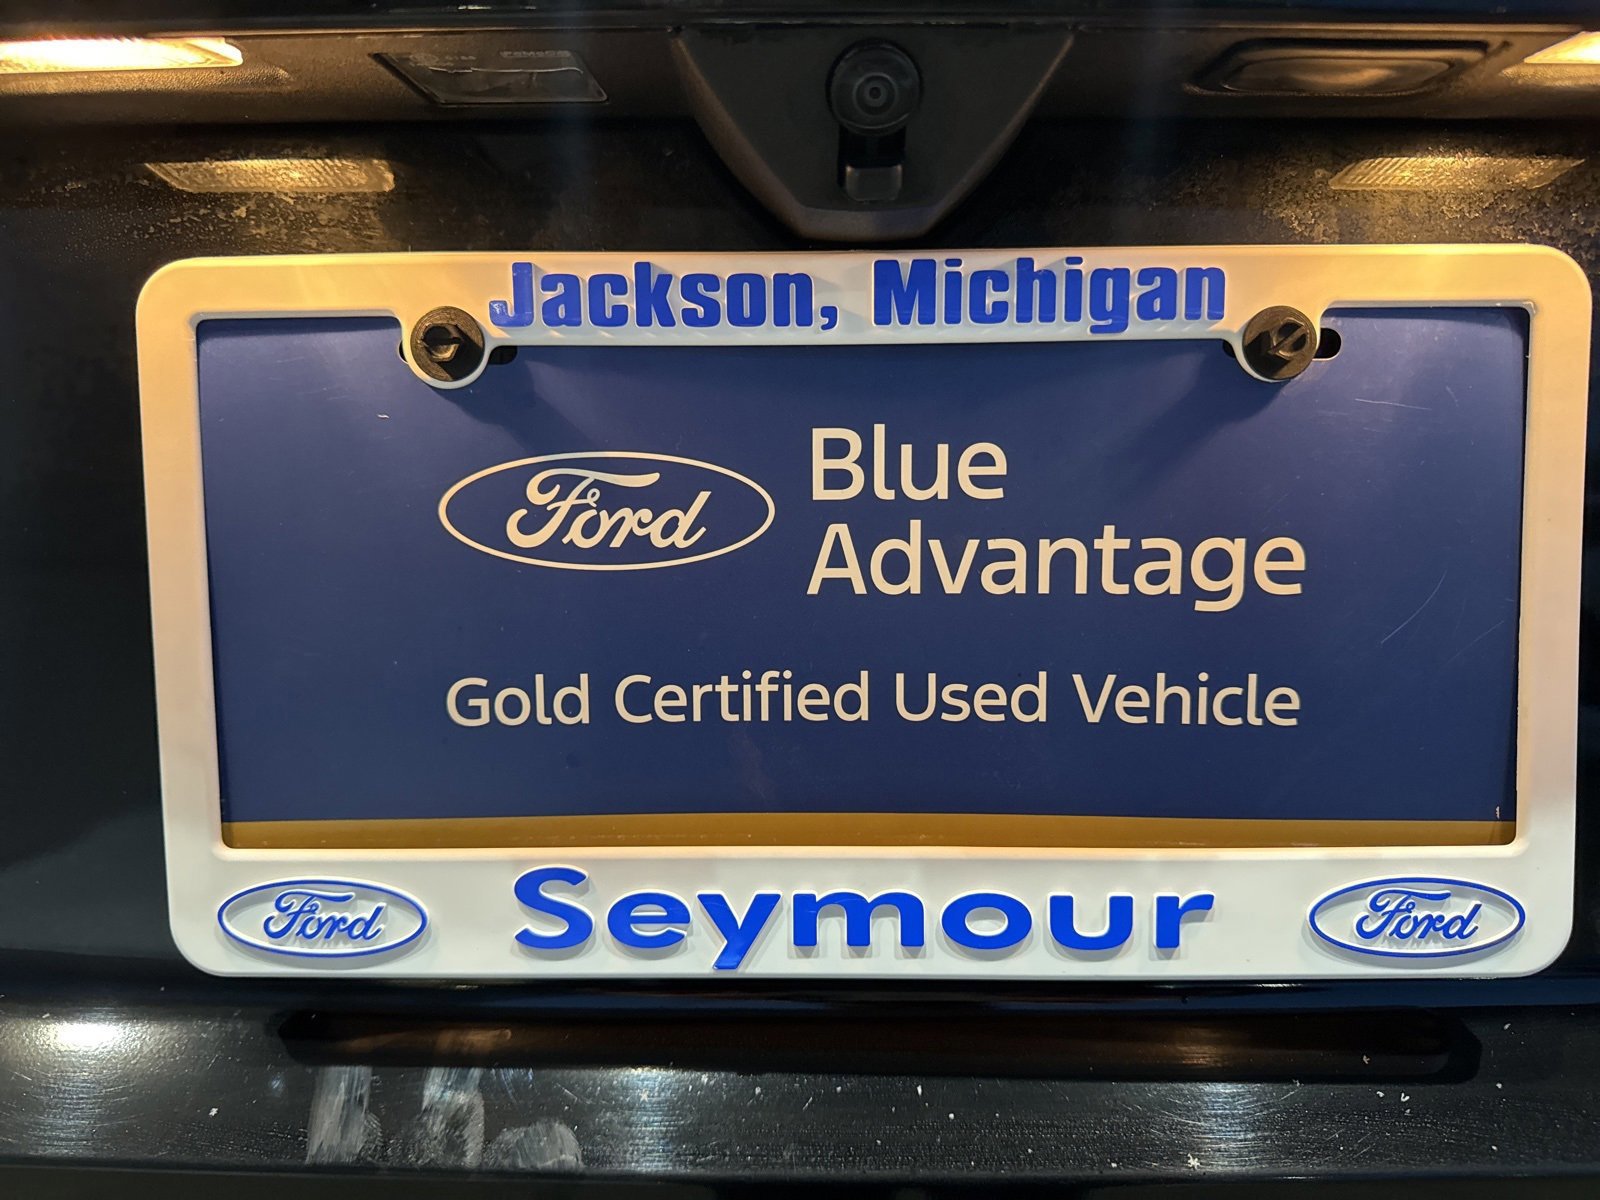 Jackson, Michigan
Ford
Blue
Advantage
Gold Certified Used Vehicle
Ford Seymour Ford